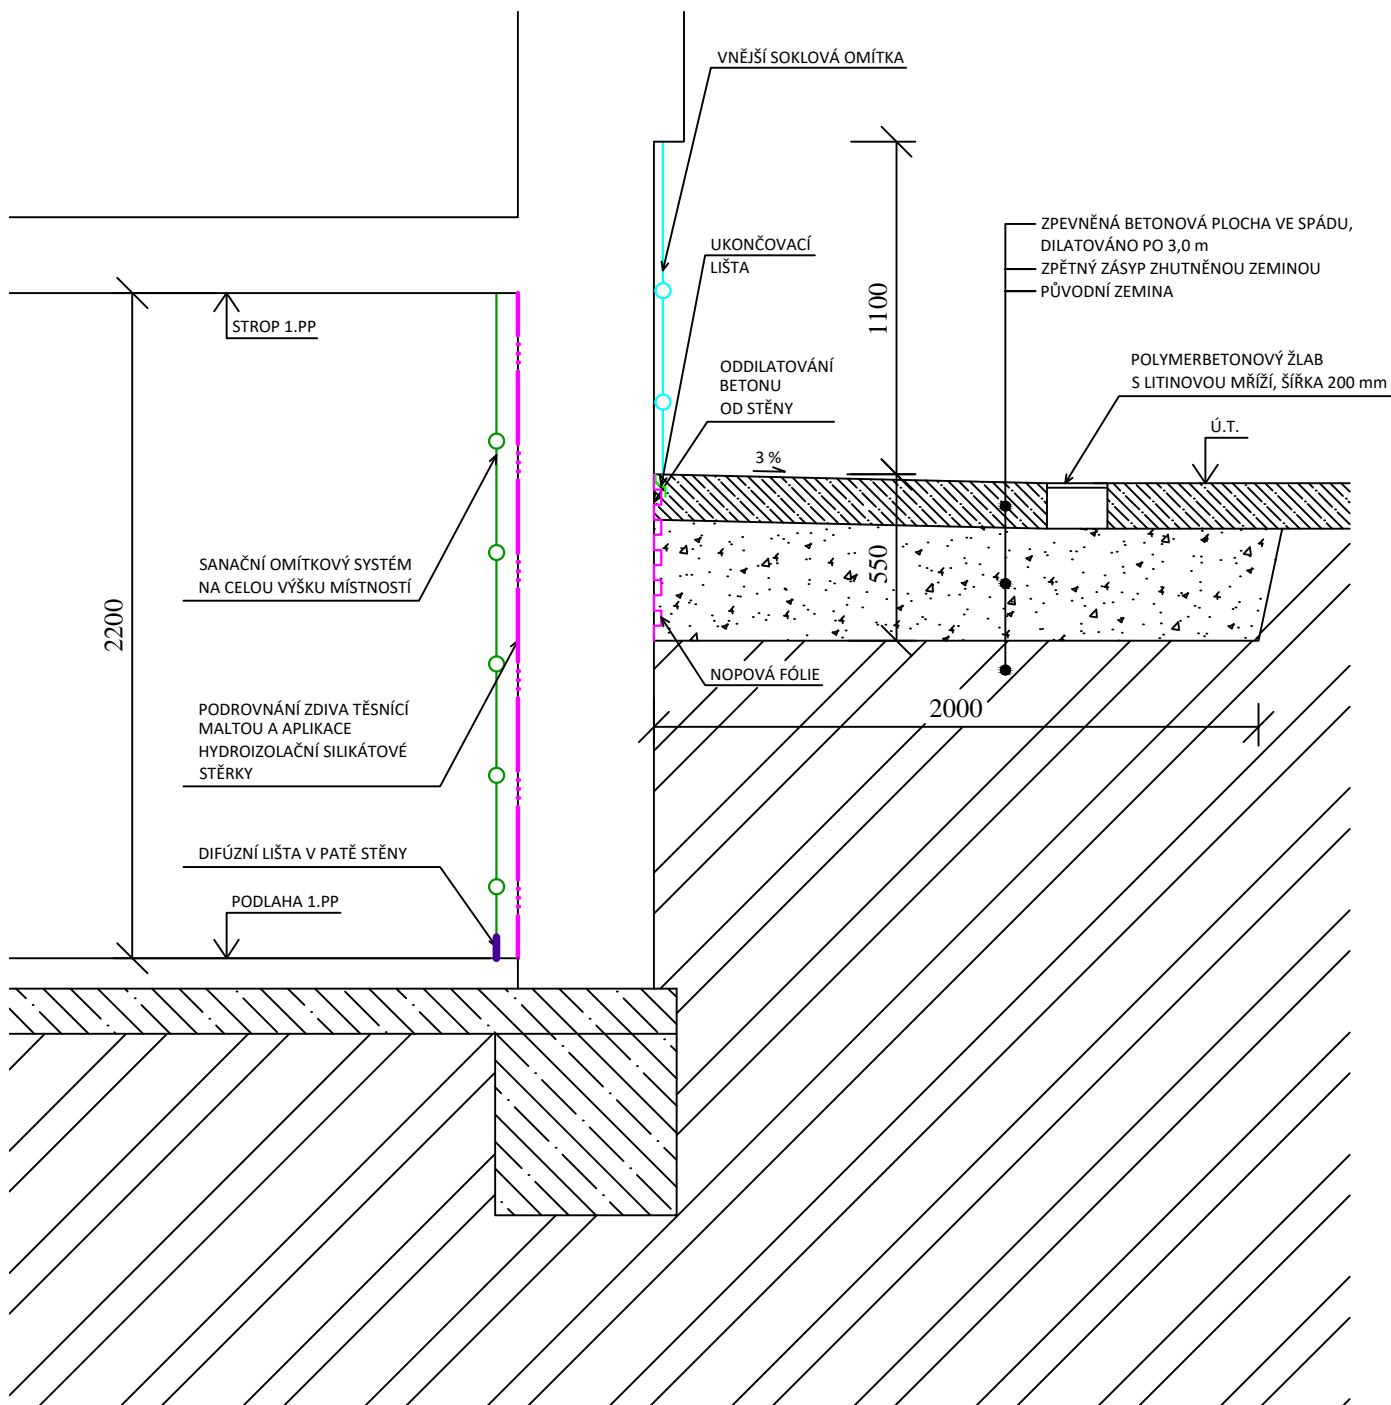 VNĚJŠÍ SOKLOVÁ OMÍTKA
UKONČOVACÍ
LIŠTA
ZPEVNĚNÁ BETONOVÁ PLOCHA VE SPÁDU,
DILATOVÁNO PO 3,0 m
ZPĚTNÝ ZÁSYP ZHUTNĚNOU ZEMINOU
PŮVODNÍ ZEMINA
1100
STROP 1.PP
ODDILATOVÁNÍ
BETONU
OD STĚNY
POLYMERBETONOVÝ ŽLAB
S LITINOVOU MŘÍŽÍ, ŠÍŘKA 200 mm
Ú.T.
3 %
550
SANAČNÍ OMÍTKOVÝ SYSTÉM
NA CELOU VÝŠKU MÍSTNOSTÍ
2200
NOPOVÁ FÓLIE
2000
PODROVNÁNÍ ZDIVA TĚSNÍCÍ
MALTOU A APLIKACE
HYDROIZOLAČNÍ SILIKÁTOVÉ
STĚRKY
DIFÚZNÍ LIŠTA V PATĚ STĚNY
PODLAHA 1.PP